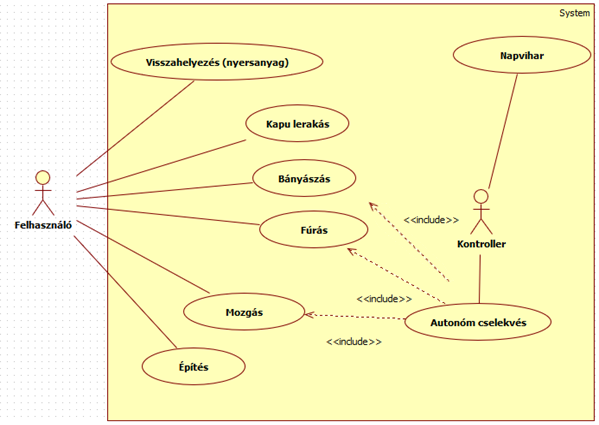 System
Visszahelyezés (nyersanyag)
Napvihar
Kapu lerakás
Bányászás
<<include>>
Felhasználó
Fúrás
Kontroller
<<include>>
Mozgás
Autonóm cselekvés
<<include>>
Építés